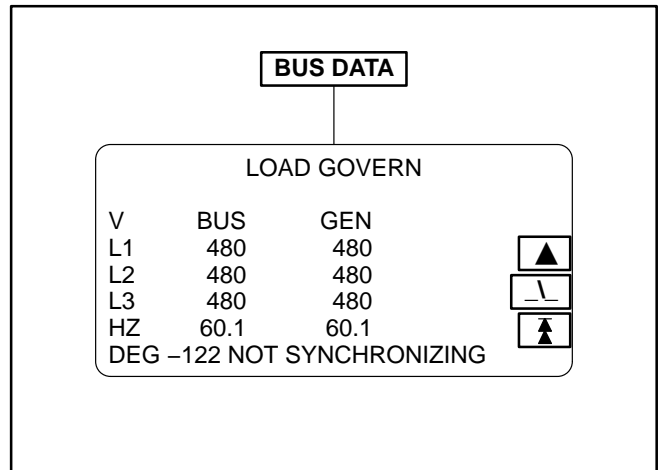 BUS DATA
LOAD GOVERN
V BUS GEN
L1 480 480
L2 480 480
L3 480 480
_\_
HZ 60.1 60.1
DEG –122 NOT SYNCHRONIZING